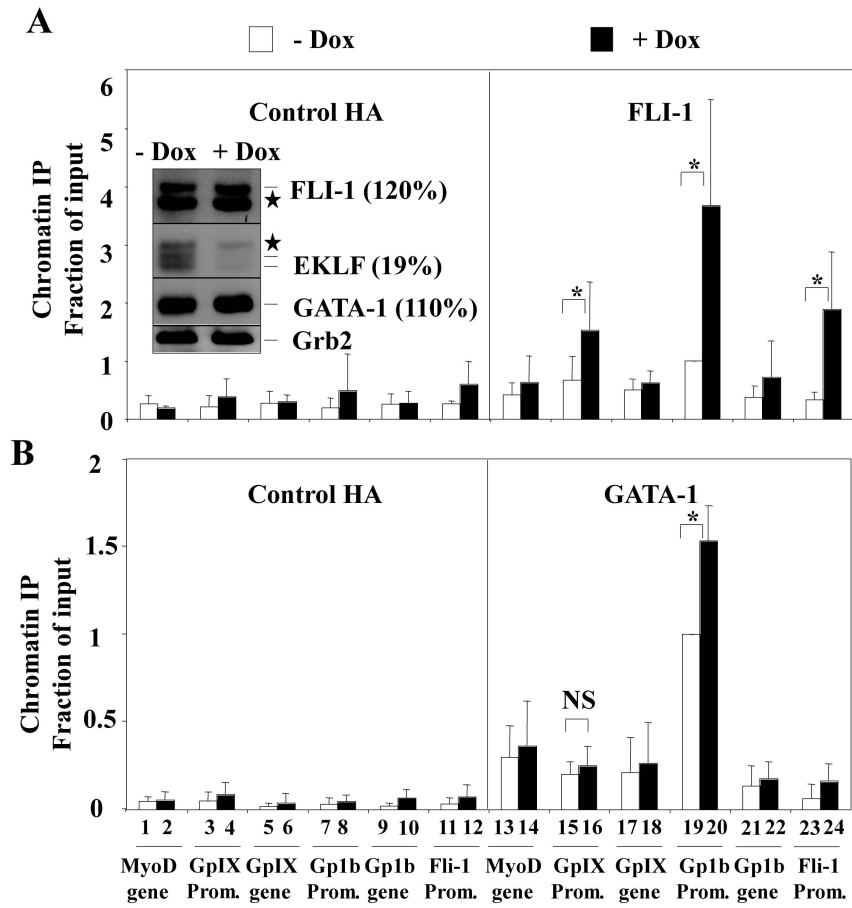 A
- Dox
+ Dox
6
5
4
3
2
1
0
Chromatin IP
Fraction of input
Control HA
FLI-1
- Dox + Dox
FLI-1 (120%)
★
★
EKLF (19%)
GATA-1 (110%)
Grb2
*
*
*
B
2
1.5
1
0.5
0
Chromatin IP
Fraction of input
Control HA
GATA-1
NS
*
1 2 3 4 5 6 7 8 9 10 11 12 13 14 15 16 17 18 19 20 21 22 23 24
MyoD GpIX GpIX Gp1b Gp1b Fli-1 MyoD GpIX GpIX Gp1b Gp1b Fli-1
gene Prom. gene Prom. gene Prom. gene Prom. gene Prom. gene Prom.